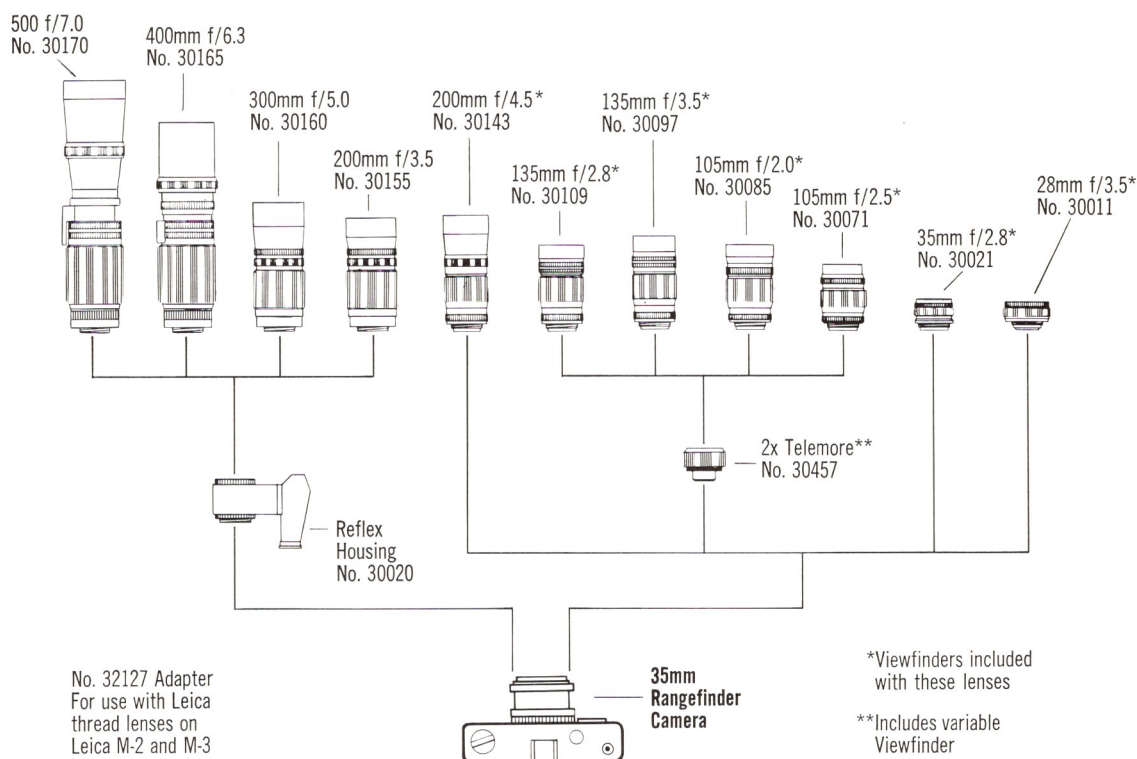 500 f/7.0
No. 30170
400mm f/6.3
No. 30165
300mm f/5.0
No. 30160
200mm f/3.5
No. 30155
200mm f/4.5*
No. 30143
135mm f/2.8*
No. 30109
135mm f/3.5*
No. 30097
105mm f/2.0*
No. 30085
105mm f/2.5*
No. 30071
35mm f/2.8*
No. 30021
28mm f/3.5*
No. 30011
2x Telemore**
No. 30457
Reflex
Housing
No. 30020
No. 32127 Adapter
For use with Leica
thread lenses on
Leica M-2 and M-3
35mm
Rangefinder
Camera
*Viewfinders included
with these lenses
**Includes variable
Viewfinder